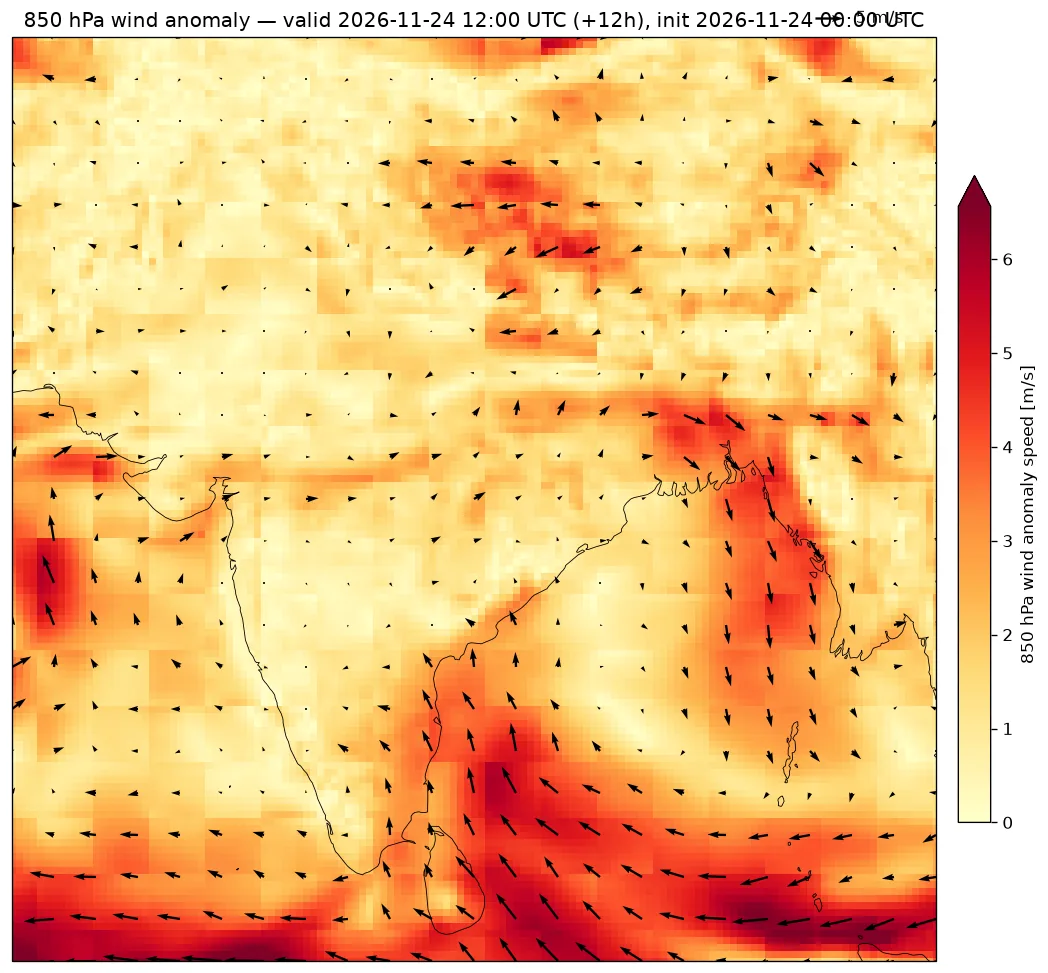 850 hPa wind anomaly — valid 2026-11-24 12:00 UTC (+12h), init 2026-11-24 00:00 UTC
5 m/s
6
5
4
3
2
1
0
850 hPa wind anomaly speed [m/s]